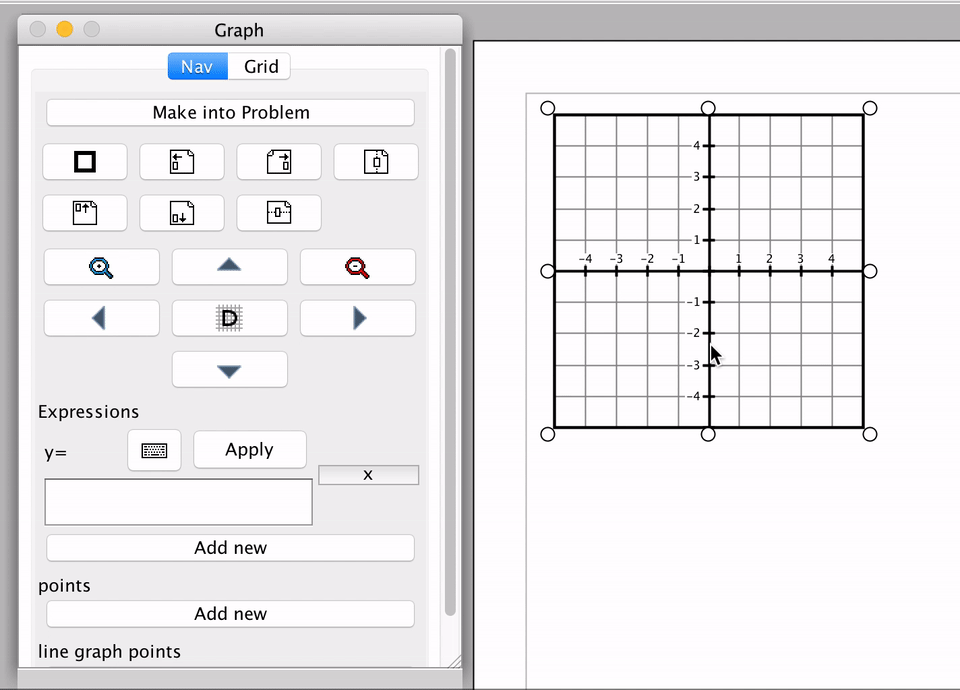 Graph
Nav Grid
Make into Problem
D
Expressions
y=
Apply
x
Add new
points
Add new
line graph points
4
3
2
1
-4 -3 -2 -1 1 2 3 4
-1
-2
-3
-4